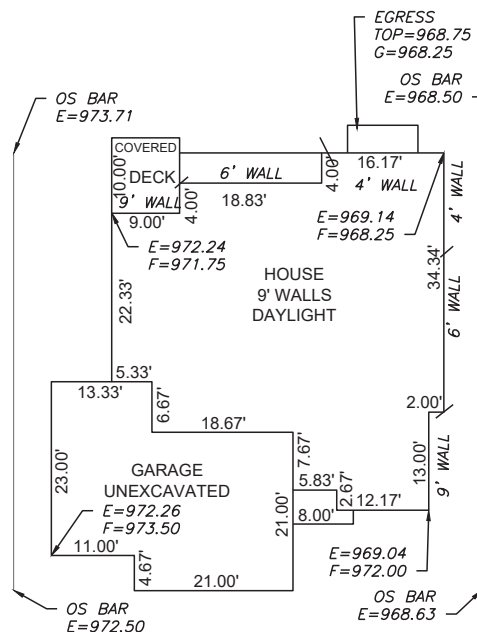 EGRESS
TOP=968.75
G=968.25
OS BAR
E=968.50
OS BAR
E=973.71
COVERED
DECK
10.00'
9' WALL
9.00'
4.00'
6' WALL
18.83'
4.00'
16.17'
4' WALL
4' WALL
E=969.14
F=968.25
E=972.24
F=971.75
HOUSE
9' WALLS
DAYLIGHT
34.34'
6' WALL
22.33'
5.33'
13.33'
6.67'
18.67'
2.00'
7.67'
13.00'
9' WALL
23.00'
GARAGE
UNEXCAVATED
5.83'
2.67'
12.17'
E=972.26
F=973.50
21.00'
8.00'
11.00'
4.67'
21.00'
E=969.04
F=972.00
OS BAR
E=972.50
OS BAR
E=968.63